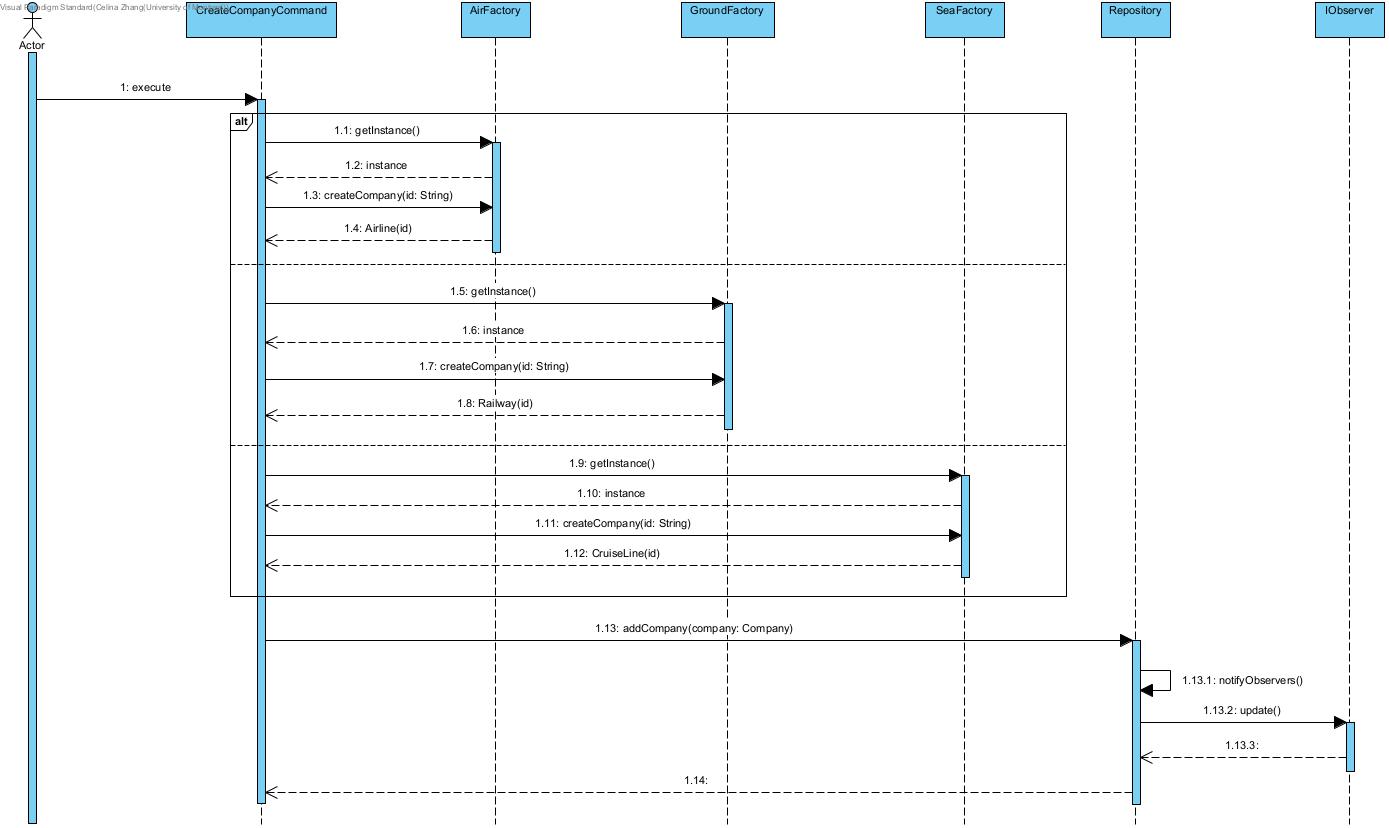 Visual Paradigm Standard(Celina Zhang(University of
Actor
CreateCompanyCommand
AirFactory
GroundFactory
SeaFactory
Repository
IObserver
1: execute
alt
1.1: getInstance()
1.2: instance
1.3: createCompany(id: String)
1.4: Airline(id)
1.5: getInstance()
1.6: instance
1.7: createCompany(id: String)
1.8: Railway(id)
1.9: getInstance()
1.10: instance
1.11: createCompany(id: String)
1.12: CruiseLine(id)
1.13: addCompany(company: Company)
1.13.1: notifyObservers()
1.13.2: update()
1.13.3:
1.14: